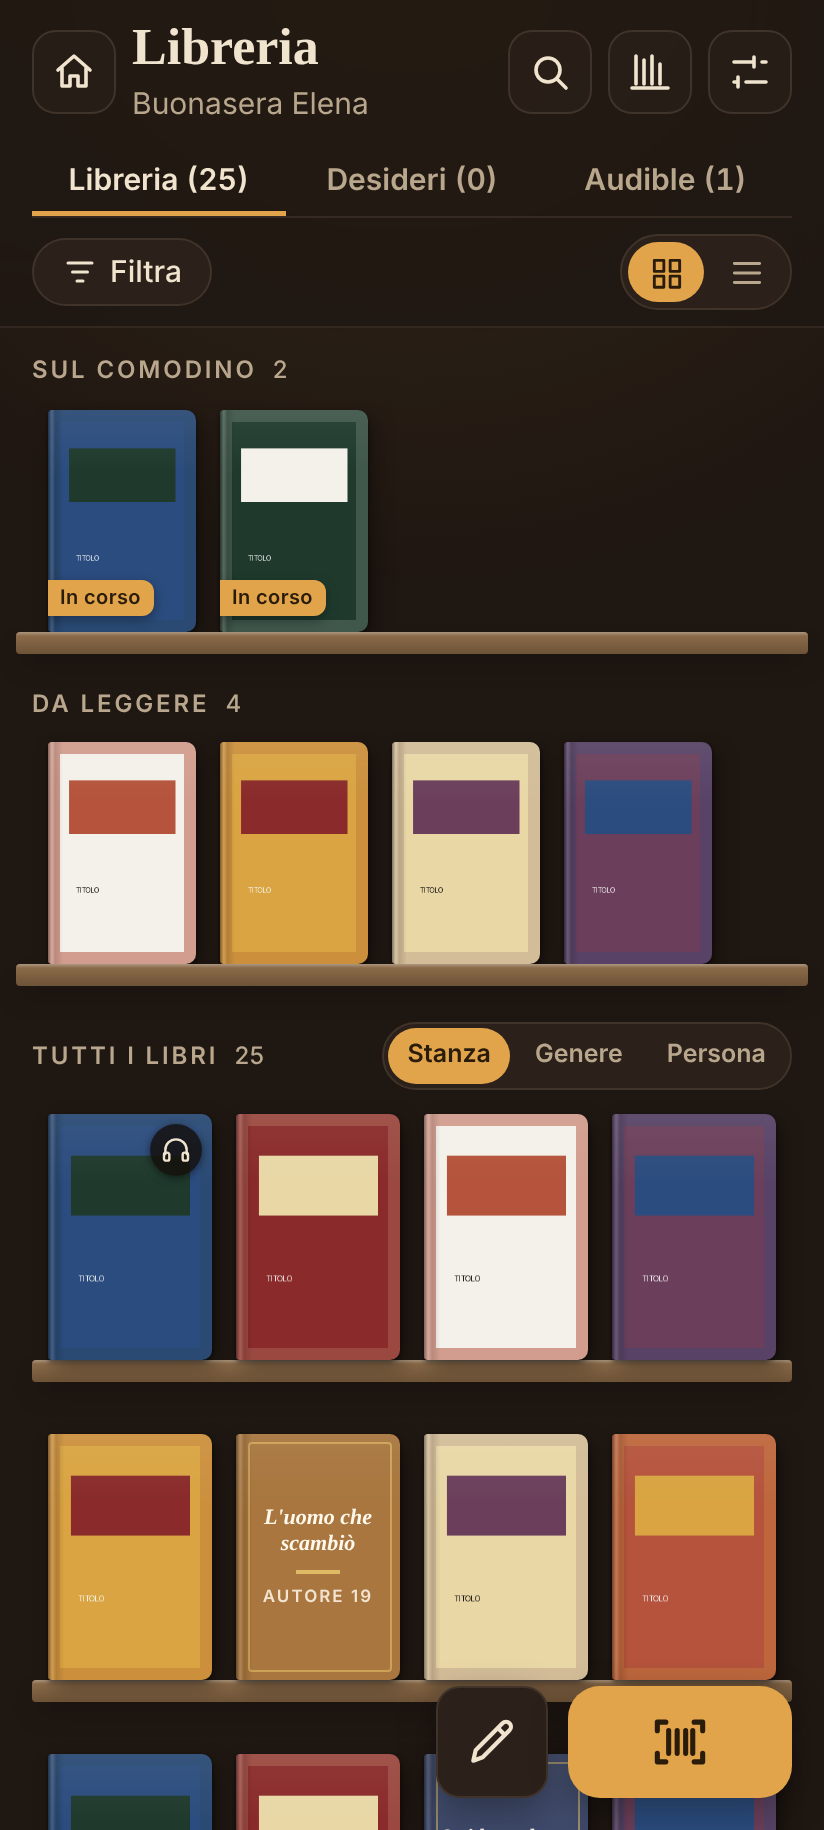 Libreria
Buonasera Elena
Libreria (25)
Desideri (0)
Audible (1)
Filtra
SUL COMODINO 2
TITOLO
TITOLO
In corso
In corso
DA LEGGERE 4
TITOLO
TITOLO
TITOLO
TITOLO
TUTTI I LIBRI 25
Stanza
Genere
Persona
TITOLO
TITOLO
TITOLO
TITOLO
L'uomo che
scambiò
AUTORE 19
TITOLO
TITOLO
TITOLO